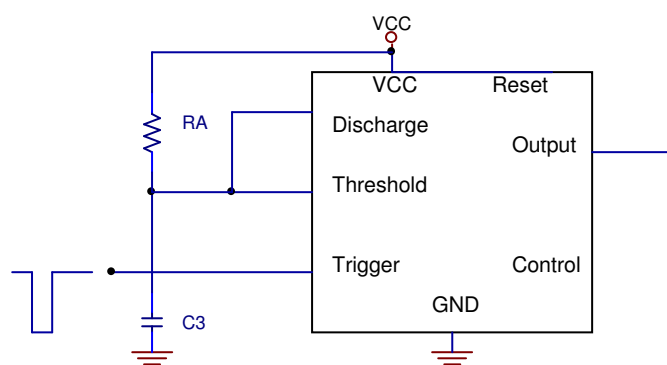 VCC
VCC
Reset
RA
Discharge
Output
Threshold
Trigger
Control
GND
C3